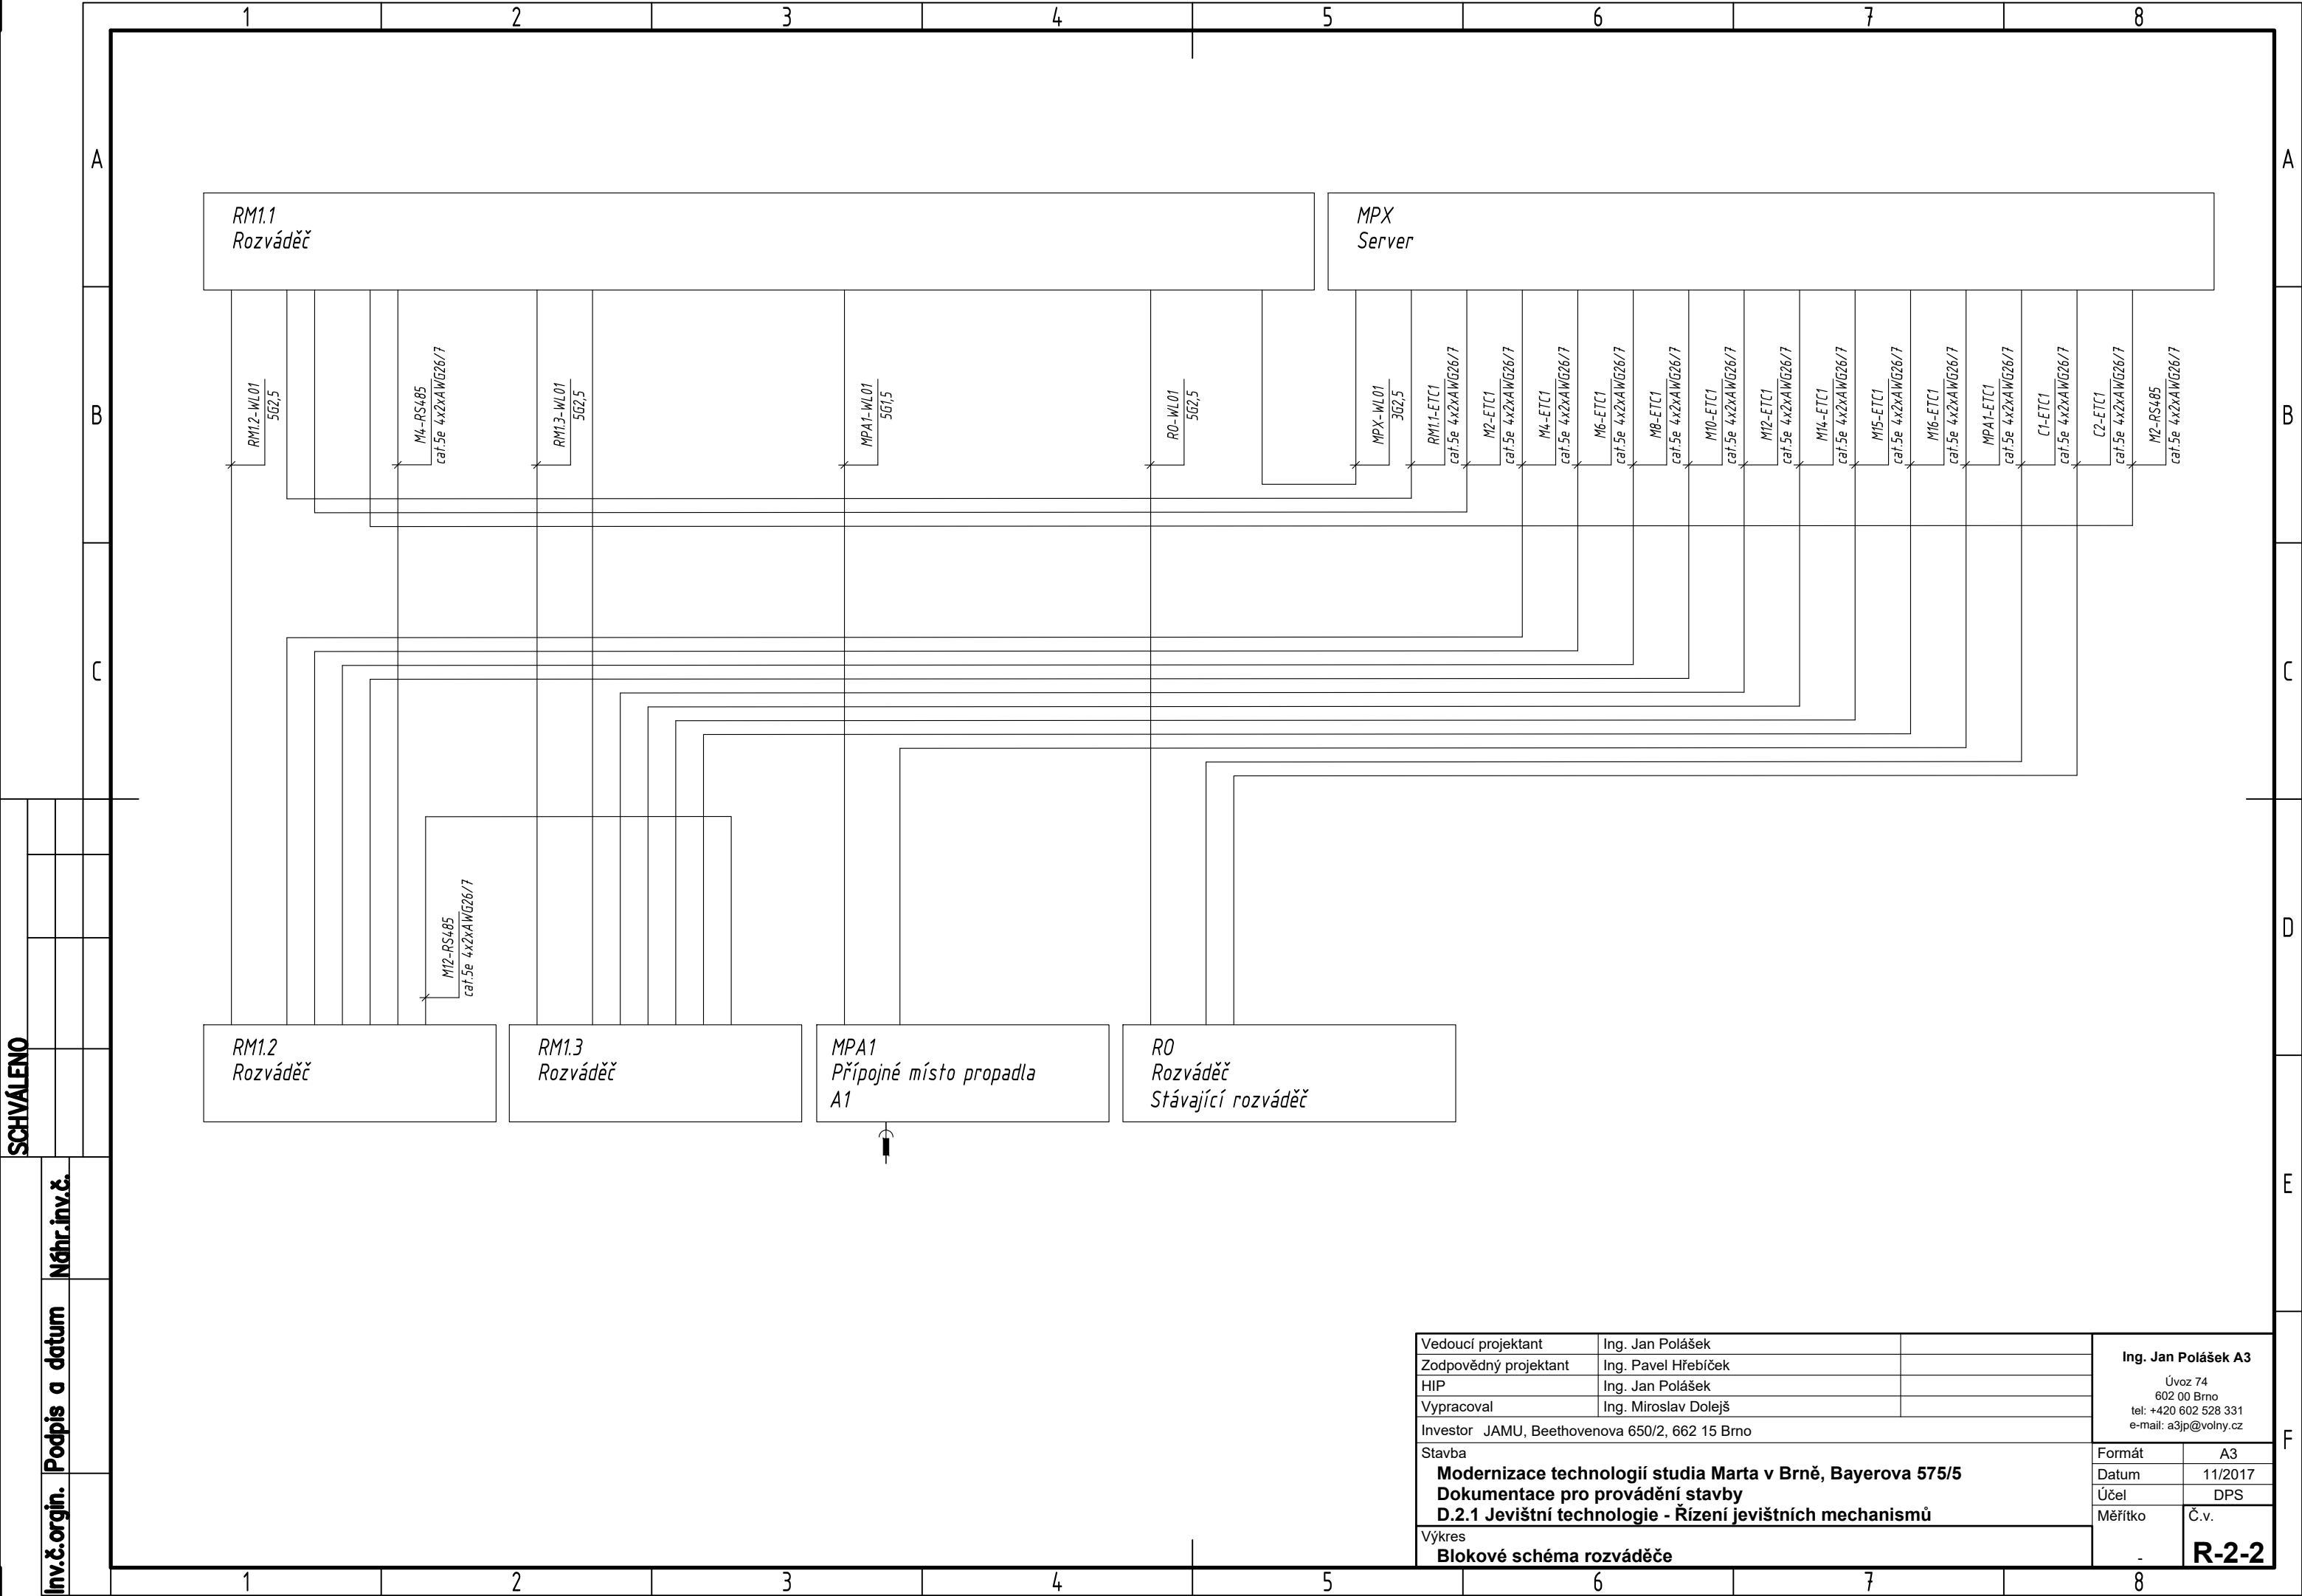 1 2 3 4 5 6 7 8
A A
RM1.1
Rozváděč
MPX
Server
B B
RM1.2-WL01
5G2,5
M4-RS485
cat.5e 4x2xAWG26/7
RM1.3-WL01
5G2,5
MPA1-WL01
5G1,5
RO-WL01
5G2,5
MPX-WL01
3G2,5
RM1.1-ETC1
cat.5e 4x2xAWG26/7
M2-ETC1
cat.5e 4x2xAWG26/7
M4-ETC1
cat.5e 4x2xAWG26/7
M6-ETC1
cat.5e 4x2xAWG26/7
M8-ETC1
cat.5e 4x2xAWG26/7
M10-ETC1
cat.5e 4x2xAWG26/7
M12-ETC1
cat.5e 4x2xAWG26/7
M14-ETC1
cat.5e 4x2xAWG26/7
M15-ETC1
cat.5e 4x2xAWG26/7
M16-ETC1
cat.5e 4x2xAWG26/7
MPA1-ETC1
cat.5e 4x2xAWG26/7
C1-ETC1
cat.5e 4x2xAWG26/7
C2-ETC1
cat.5e 4x2xAWG26/7
M2-RS485
cat.5e 4x2xAWG26/7
C C
D
M12-RS485
cat.5e 4x2xAWG26/7
RM1.2
Rozváděč
RM1.3
Rozváděč
MPA1
Přípojné místo propadla
A1
RO
Rozváděč
Stávající rozváděč
E
F
SCHVÁLENO
Náhr.inv.č.
Podpis a datum
Inv.č.orgin.
Vedoucí projektant Ing. Jan Polášek
Zodpovědný projektant Ing. Pavel Hřebíček
HIP Ing. Jan Polášek
Vypracoval Ing. Miroslav Dolejš
Investor JAMU, Beethovenova 650/2, 662 15 Brno
Ing. Jan Polášek A3
Úvoz 74
602 00 Brno
tel: +420 602 528 331
e-mail: a3jp@volny.cz
Stavba
Modernizace technologií studia Marta v Brně, Bayerova 575/5
Dokumentace pro provádění stavby
D.2.1 Jevištní technologie - Řízení jevištních mechanismů
Formát A3
Datum 11/2017
Účel DPS
Měřítko -
Č.v.
R-2-2
Výkres
Blokové schéma rozváděče
1 2 3 4 5 6 7 8